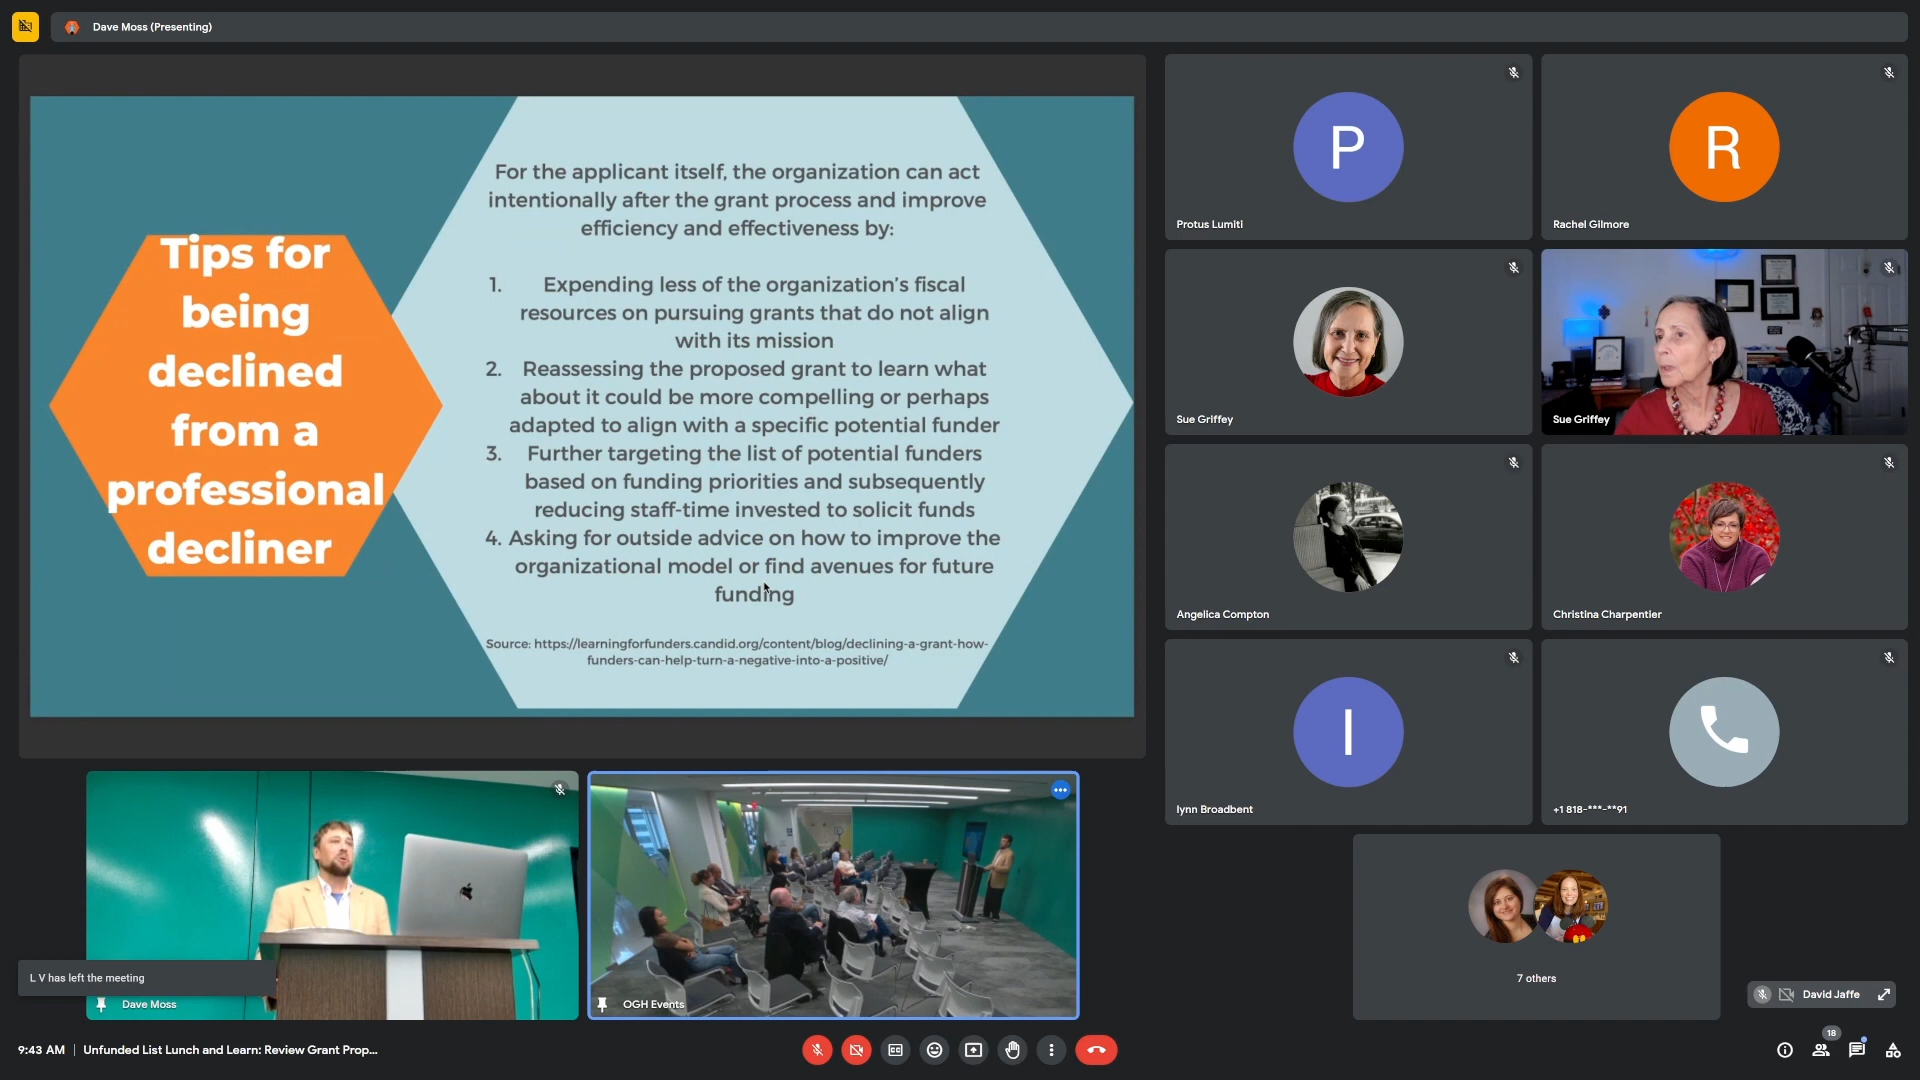 Dave Moss (Presenting)
Tips for
being
declined
from a
professional
decliner
For the applicant itself, the organization can act
intentionally after the grant process and improve
efficiency and effectiveness by:
1. Expending less of the organization's fiscal
resources on pursuing grants that do not align
with its mission
2. Reassessing the proposed grant to learn what
about it could be more compelling or perhaps
adapted to align with a specific potential funder
3. Further targeting the list of potential funders
based on funding priorities and subsequently
reducing staff-time invested to solicit funds
4. Asking for outside advice on how to improve the
organizational model or find avenues for future
funding
Source: https://learningforfunders.candid.org/content/blog/declining-a-grant-how-
funders-can-help-turn-a-negative-into-a-positive/
P
Protus Lumiti
R
Rachel Gilmore
Sue Griffey
Sue Griffey
Angelica Compton
Christina Charpentier
l
lynn Broadbent
+1 818-***-**91
7 others
L V has left the meeting
Dave Moss
OGH Events
David Jaffe
9:43 AM | Unfunded List Lunch and Learn: Review Grant Prop...
18